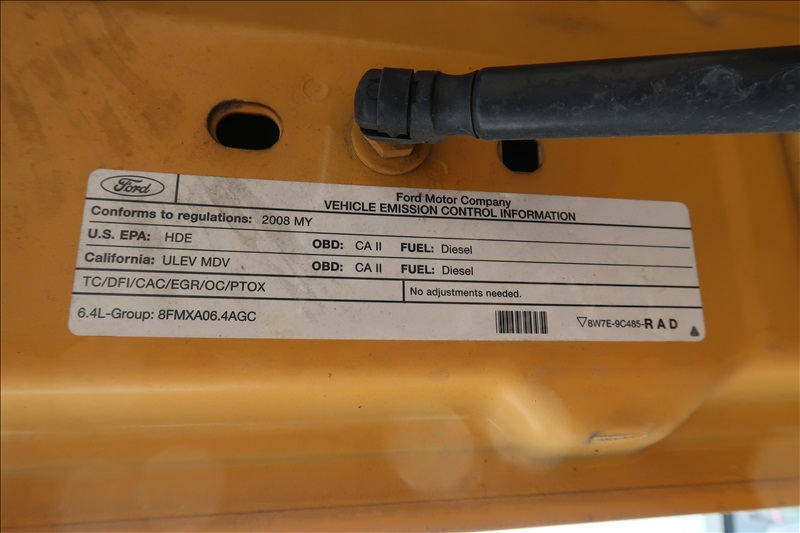 Ford
Ford Motor Company
VEHICLE EMISSION CONTROL INFORMATION
Conforms to regulations: 2008 MY
U.S. EPA: HDE OBD: CA II FUEL: Diesel
California: ULEV MDV OBD: CA II FUEL: Diesel
TC/DFI/CAC/EGR/OC/PTOX No adjustments needed.
6.4L-Group: 8FMXA06.4AGC ▽8W7E-9C485-RAD